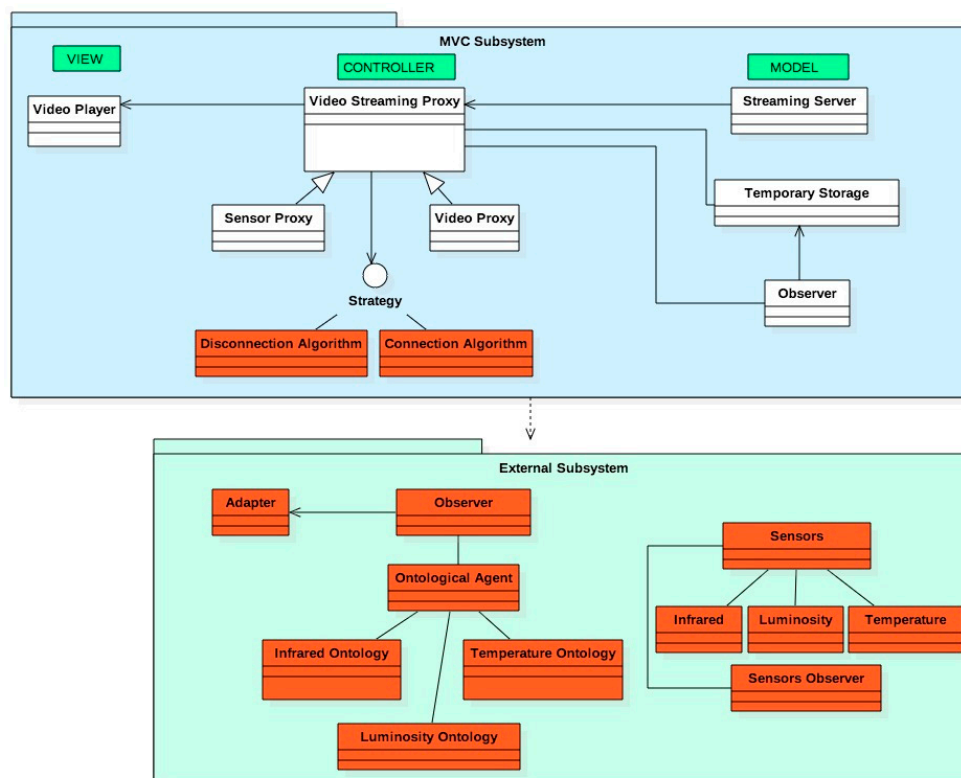 MVC Subsystem
VIEW
CONTROLLER
MODEL
Video Player
Video Streaming Proxy
Streaming Server
Sensor Proxy
Video Proxy
Temporary Storage
Strategy
Observer
Disconnection Algorithm
Connection Algorithm
External Subsystem
Adapter
Observer
Sensors
Ontological Agent
Infrared
Luminosity
Temperature
Infrared Ontology
Temperature Ontology
Sensors Observer
Luminosity Ontology